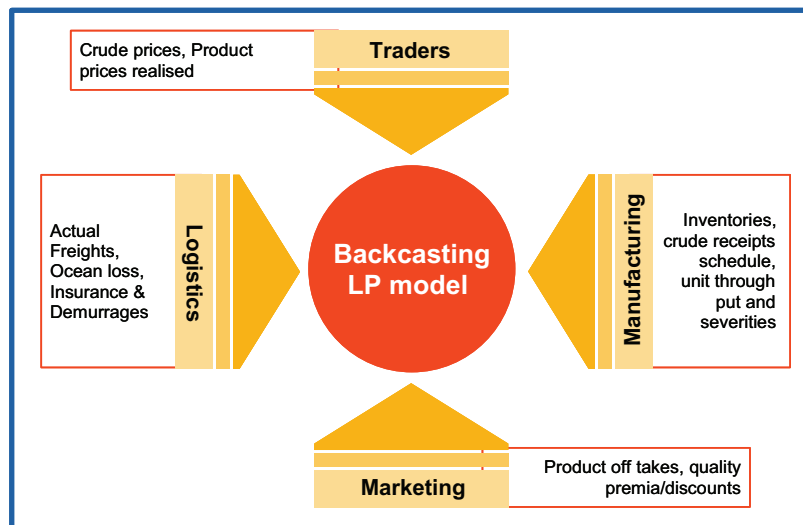 Crude prices, Product
prices realised
Traders
Actual
Freights,
Ocean loss,
Insurance &
Demurrages
Logistics
Backcasting
LP model
Manufacturing
Inventories,
crude receipts
schedule,
unit through
put and
severities
Marketing
Product off takes, quality
premia/discounts